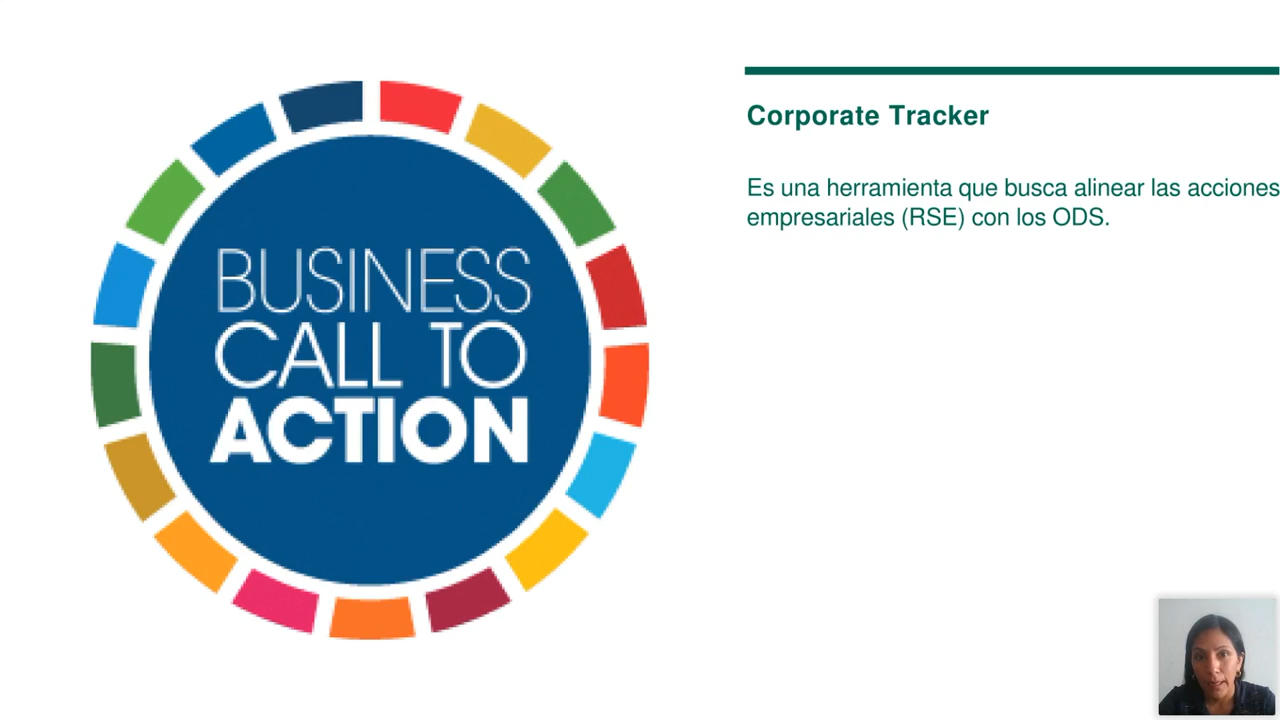 BUSINESS
CALL TO
ACTION
Corporate Tracker
Es una herramienta que busca alinear las acciones
empresariales (RSE) con los ODS.